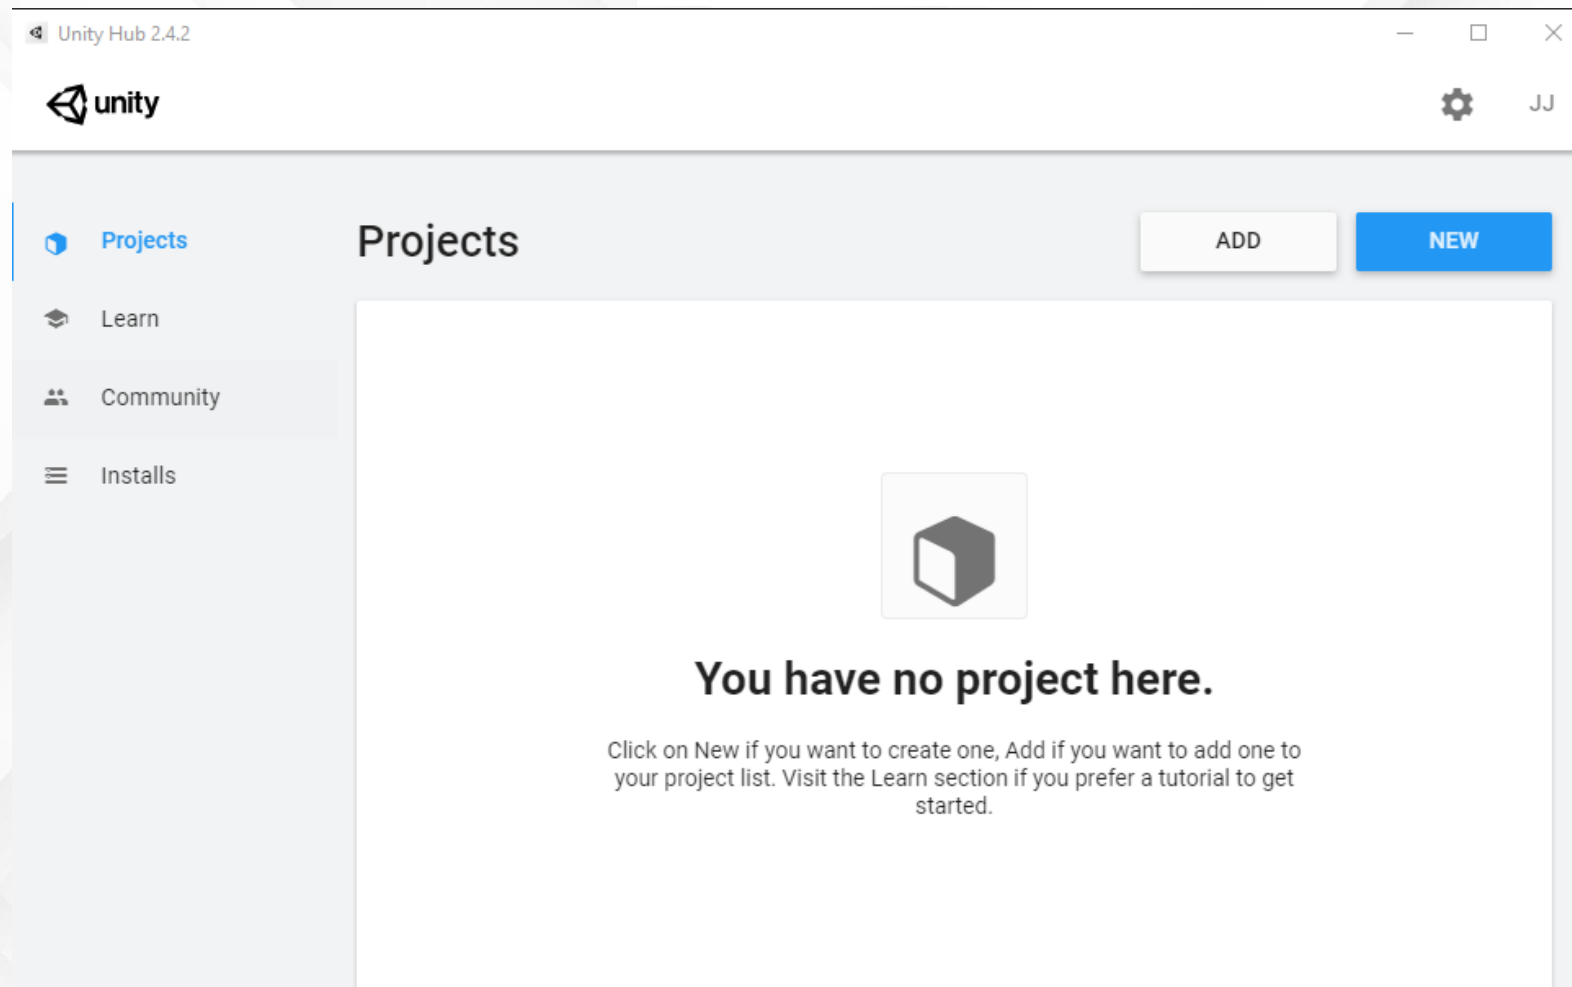 Unity Hub 2.4.2
unity
JJ
Projects
Learn
Community
Installs
Projects
ADD
NEW
You have no project here.
Click on New if you want to create one, Add if you want to add one to
your project list. Visit the Learn section if you prefer a tutorial to get
started.